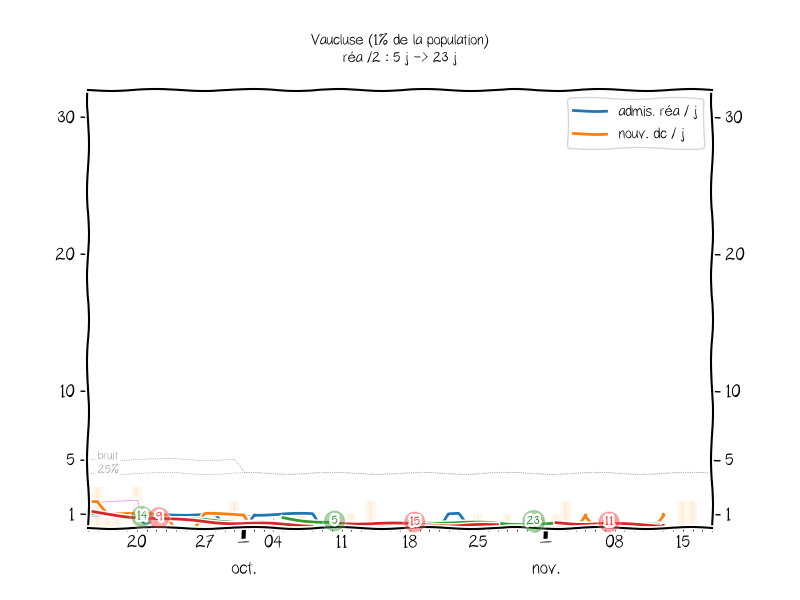 Vaucluse (1% de la population)
réa /2 : 5 j -> 23 j
admis. réa / j
nouv. dc / j
30 30
20 20
10 10
5 5
bruit
25%
1 1
14 9 5 15 23 11
20 27 04 11 18 25 08 15
oct. nov.